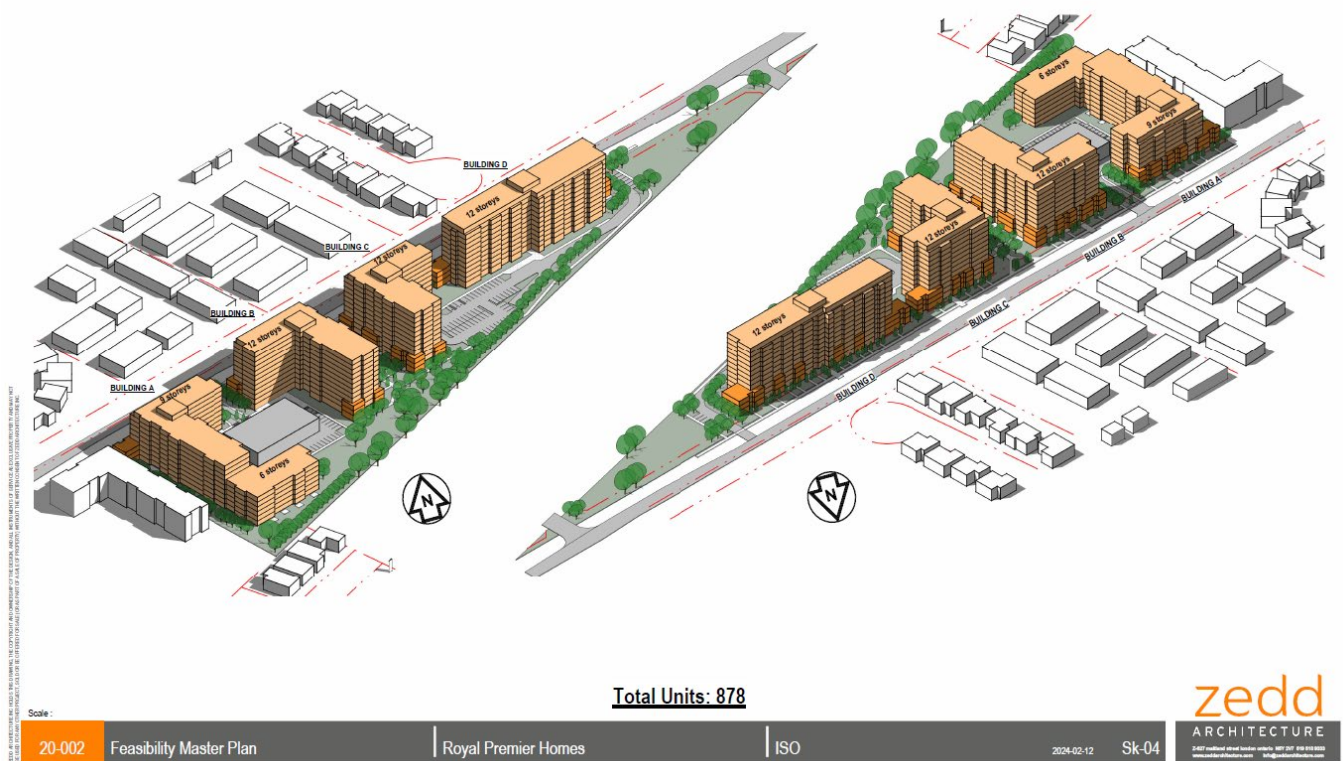 BUILDING D
12 storeys
BUILDING C
12 storeys
BUILDING B
12 storeys
BUILDING A
9 storeys
6 storeys
N
6 storeys
9 storeys
12 storeys
BUILDING A
12 storeys
BUILDING B
BUILDING C
12 storeys
BUILDING D
N
Total Units: 878
Scale :
20-002
Feasibility Master Plan
Royal Premier Homes
ISO
2024-02-12
Sk-04
zedd
ARCHITECTURE